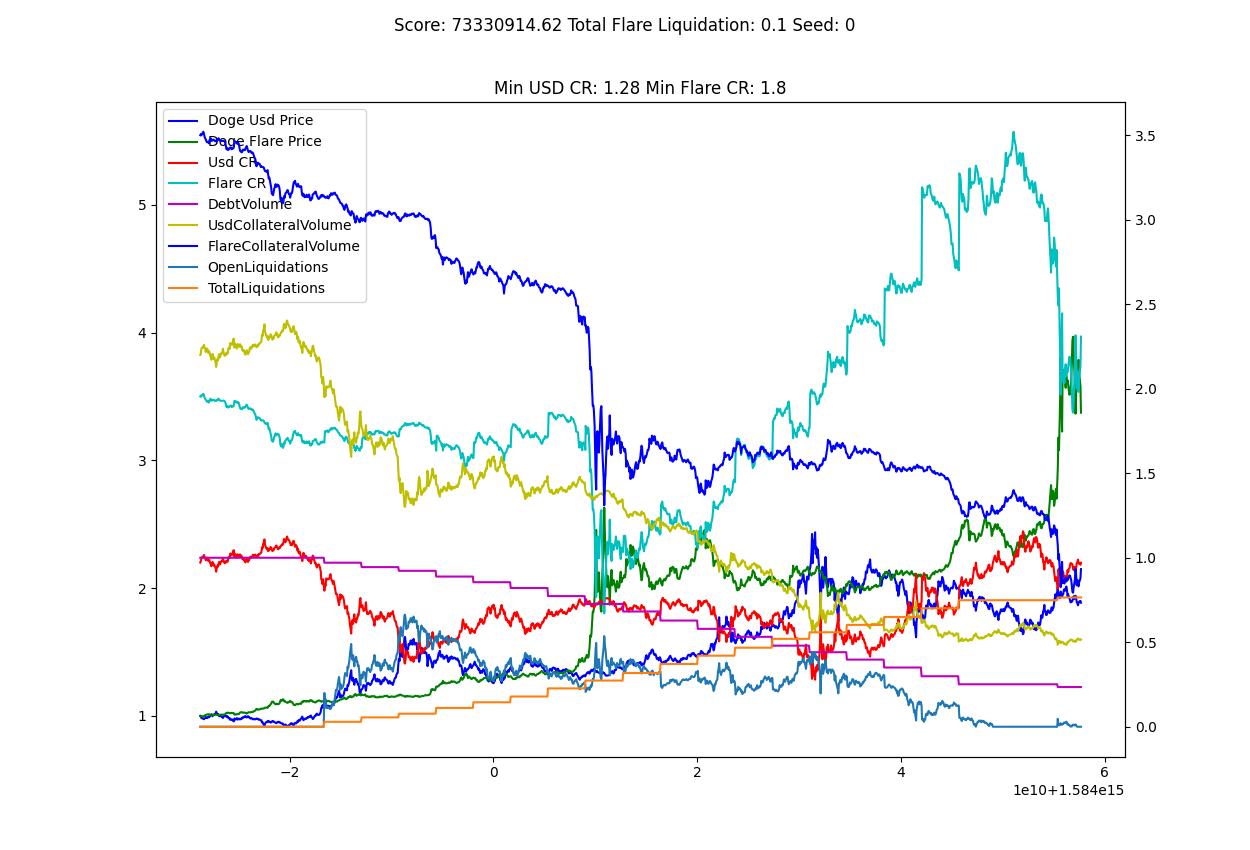 Score: 73330914.62 Total Flare Liquidation: 0.1 Seed: 0
Min USD CR: 1.28 Min Flare CR: 1.8
Doge Usd Price
Doge Flare Price
Usd CR
Flare CR
DebtVolume
UsdCollateralVolume
FlareCollateralVolume
OpenLiquidations
TotalLiquidations
5
4
3
2
1
3.5
3.0
2.5
2.0
1.5
1.0
0.5
0.0
−2
0
2
4
6
1e10+1.584e15